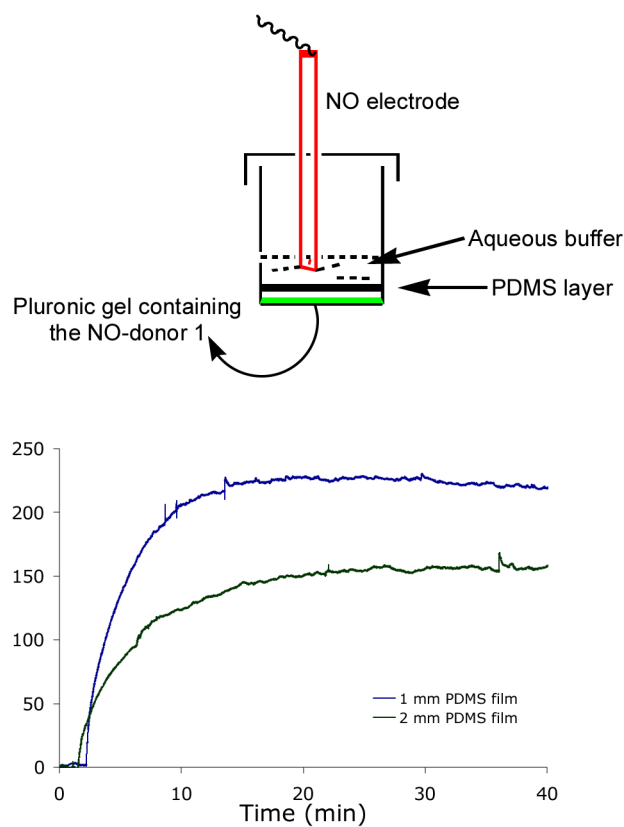 NO electrode
Aqueous buffer
PDMS layer
Pluronic gel containing
the NO-donor 1
250
200
150
100
50
0
1 mm PDMS film
2 mm PDMS film
0
10
20
30
40
Time (min)